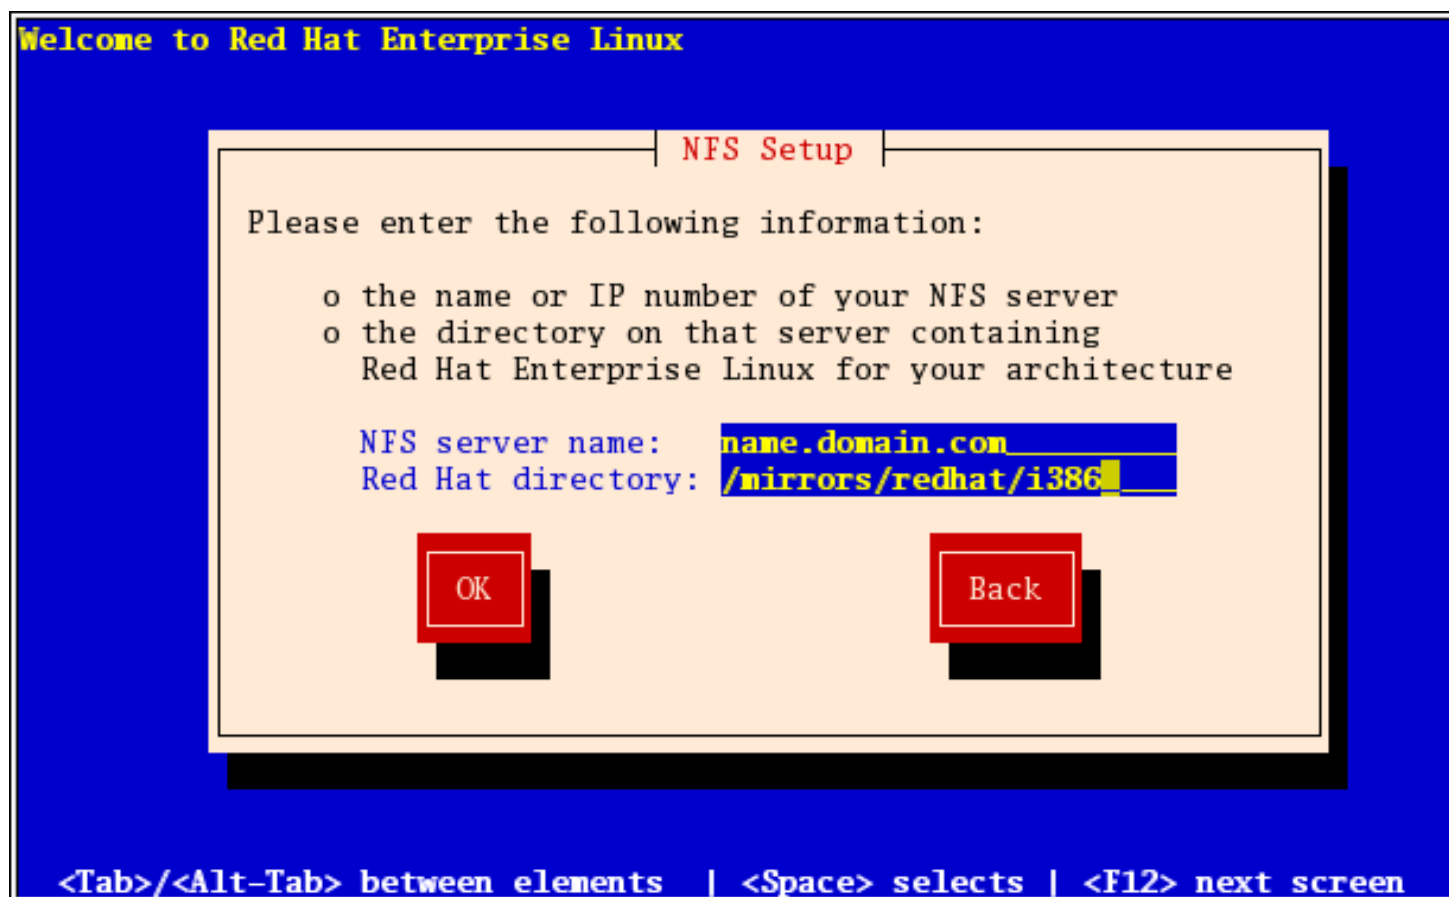 Welcome to Red Hat Enterprise Linux
NFS Setup
Please enter the following information:
o the name or IP number of your NFS server
o the directory on that server containing
Red Hat Enterprise Linux for your architecture
NFS server name: name.domain.com_________
Red Hat directory: /mirrors/redhat/i386____
OK Back
<Tab>/<Alt-Tab> between elements | <Space> selects | <F12> next screen